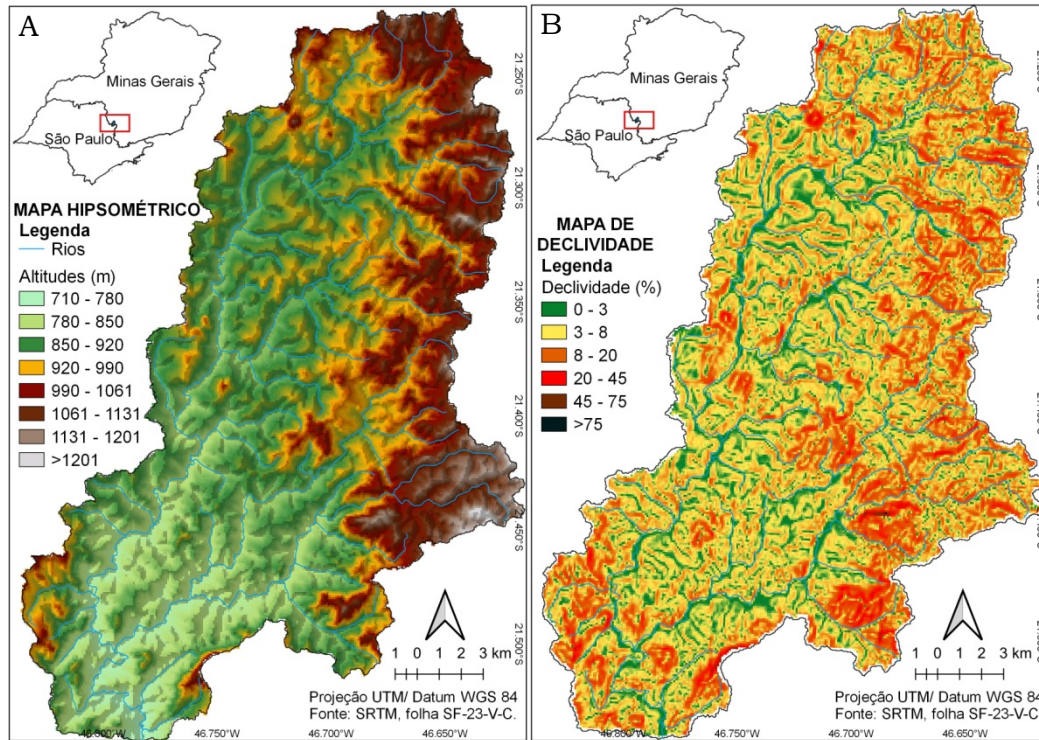 A
Minas Gerais
São Paulo
MAPA HIPSOMÉTRICO
Legenda
Rios
Altitudes (m)
710 - 780
780 - 850
850 - 920
920 - 990
990 - 1061
1061 - 1131
1131 - 1201
>1201
21.250°S
21.300°S
21.350°S
21.400°S
21.450°S
21.500°S
1 0 1 2 3 km
Projeção UTM/ Datum WGS 84
Fonte: SRTM, folha SF-23-V-C.
46.800°W
46.750°W
46.700°W
46.650°W
B
Minas Gerais
São Paulo
MAPA DE
DECLIVIDADE
Legenda
Declividade (%)
0 - 3
3 - 8
8 - 20
20 - 45
45 - 75
>75
1 0 1 2 3 km
Projeção UTM/ Datum WGS 84
Fonte: SRTM, folha SF-23-V-C.
46.800°W
46.750°W
46.700°W
46.650°W